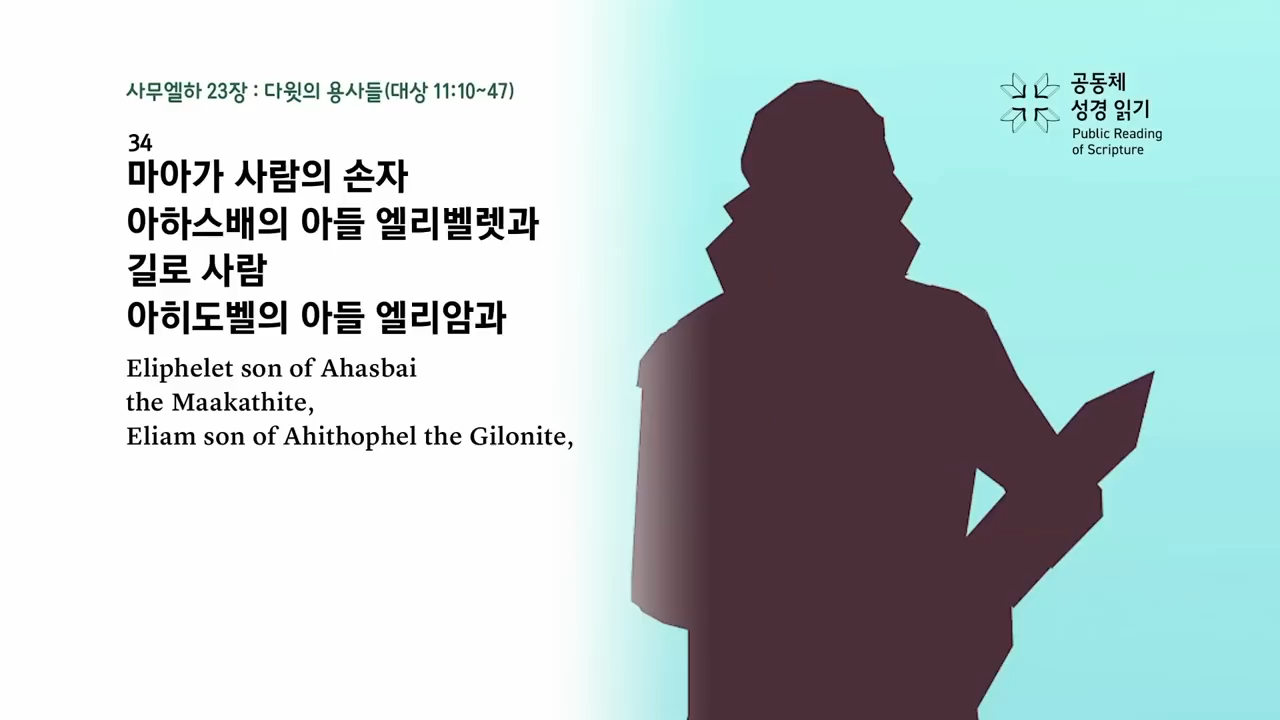 사무엘하 23장 : 다윗의 용사들(대상 11:10~47)
34
마아가 사람의 손자
아하스배의 아들 엘리벨렛과
길로 사람
아히도벨의 아들 엘리암과
Eliphelet son of Ahasbai
the Maakathite,
Eliam son of Ahithophel the Gilonite,
공동체
성경 읽기
Public Reading
of Scripture